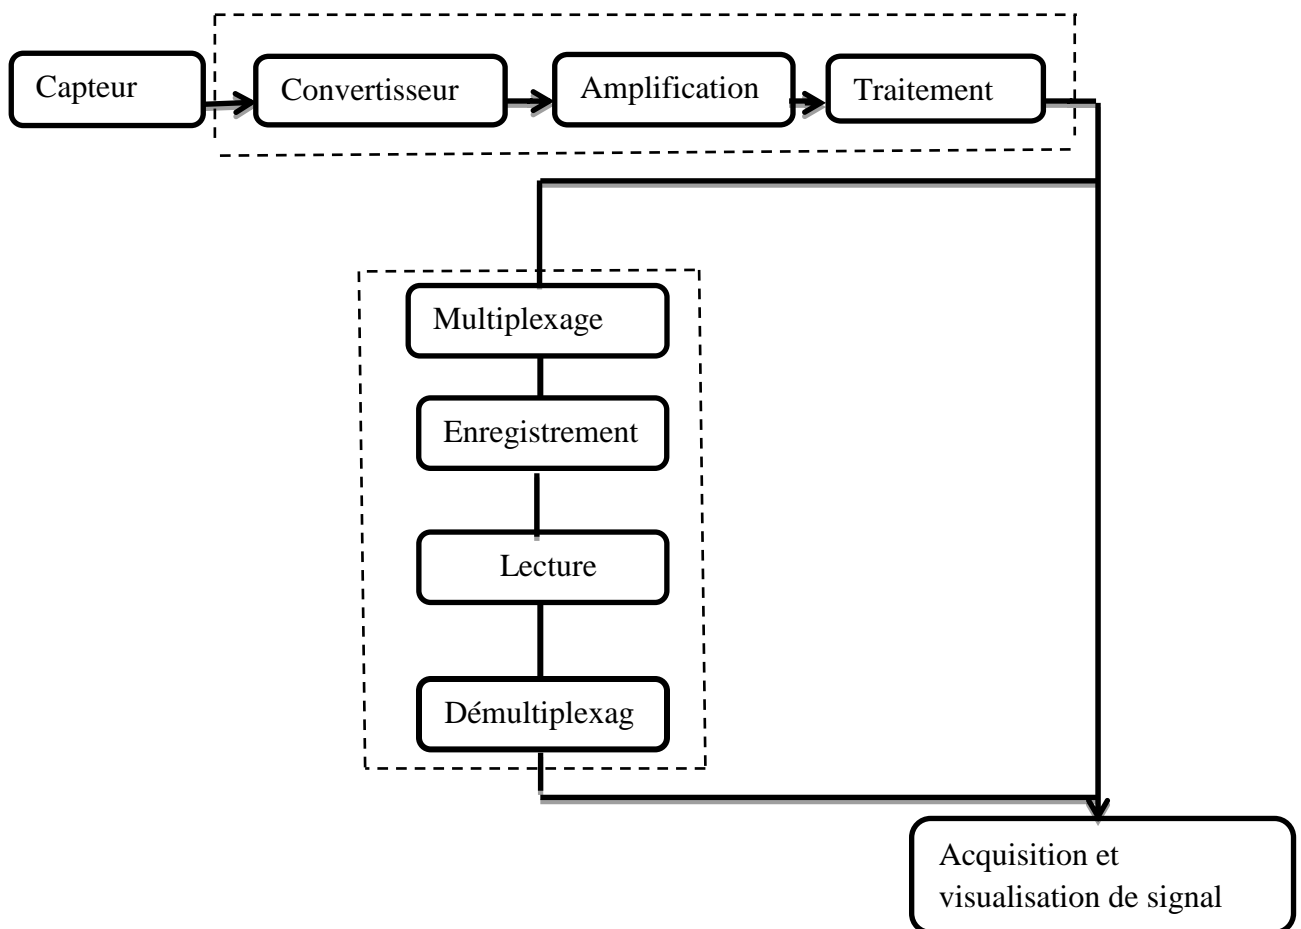 Capteur
Convertisseur
Amplification
Traitement
Multiplexage
Enregistrement
Lecture
Démultiplexag
Acquisition et
visualisation de signal